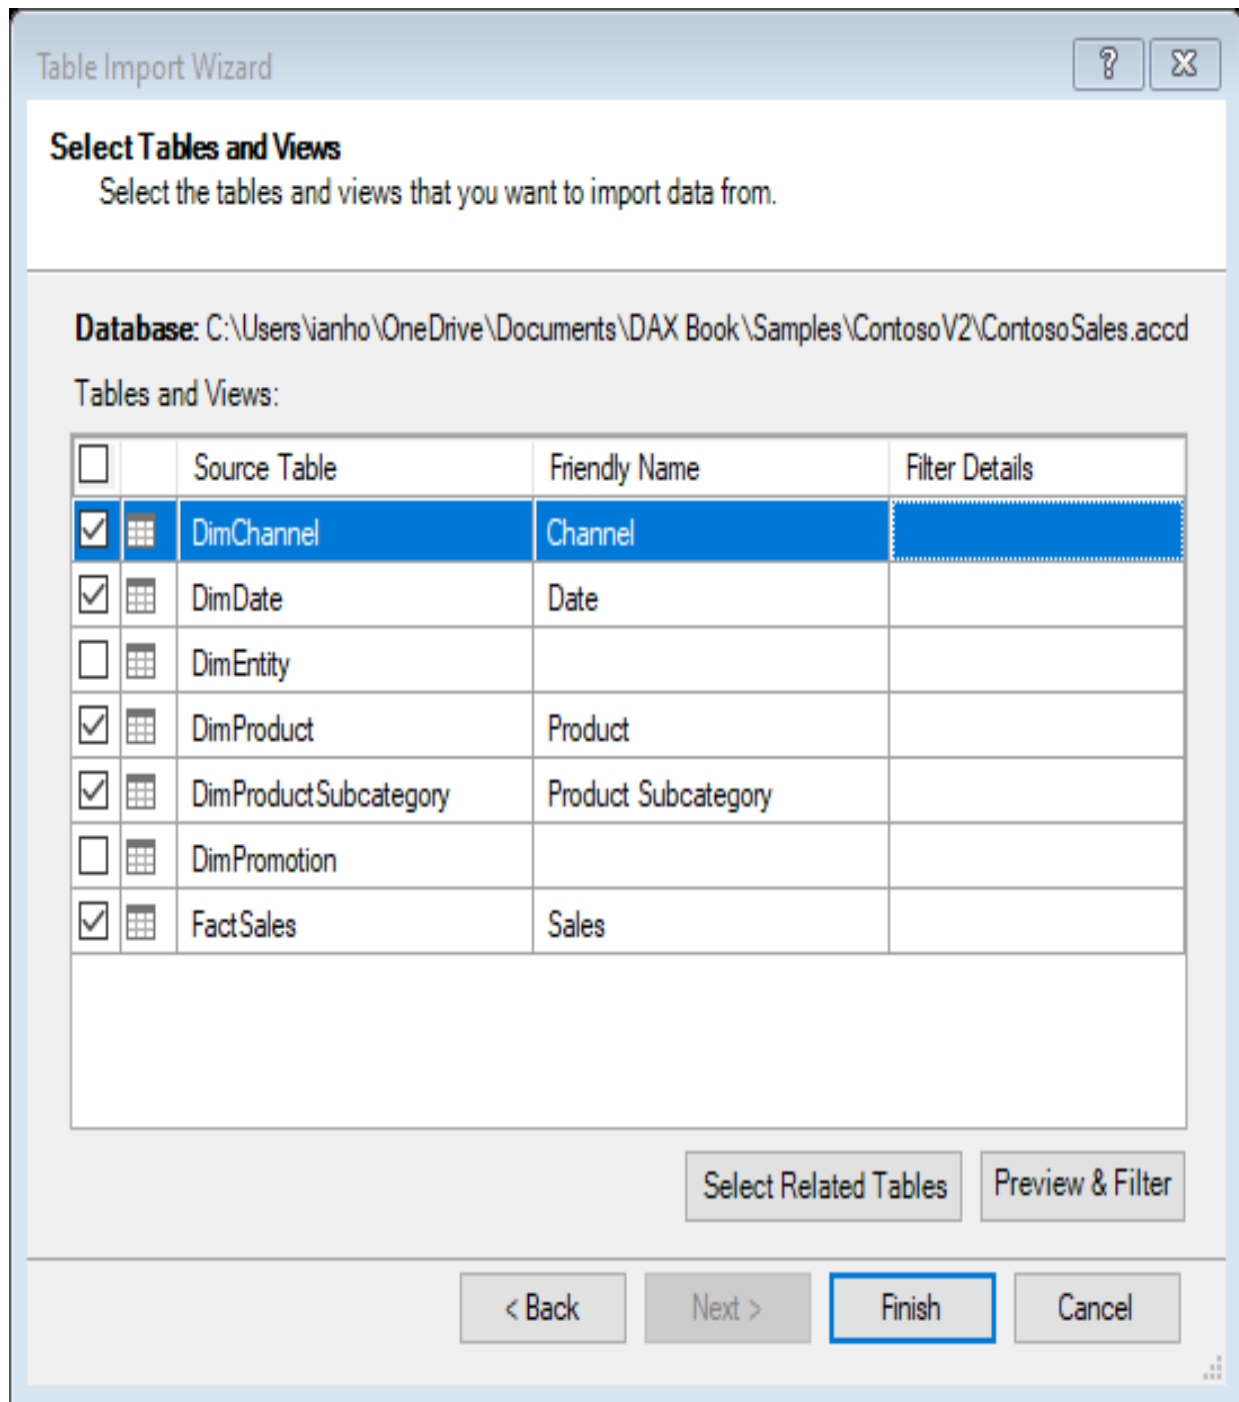 Table Import Wizard
?
Select Tables and Views
Select the tables and views that you want to import data from.
Database: C:\Users\ianho\OneDrive\Documents\DAX Book\Samples\ContosoV2\ContosoSales.accd
Tables and Views:
Source Table Friendly Name Filter Details
DimChannel Channel
DimDate Date
DimEntity
DimProduct Product
DimProductSubcategory Product Subcategory
DimPromotion
FactSales Sales
Select Related Tables Preview & Filter
< Back Next > Finish Cancel